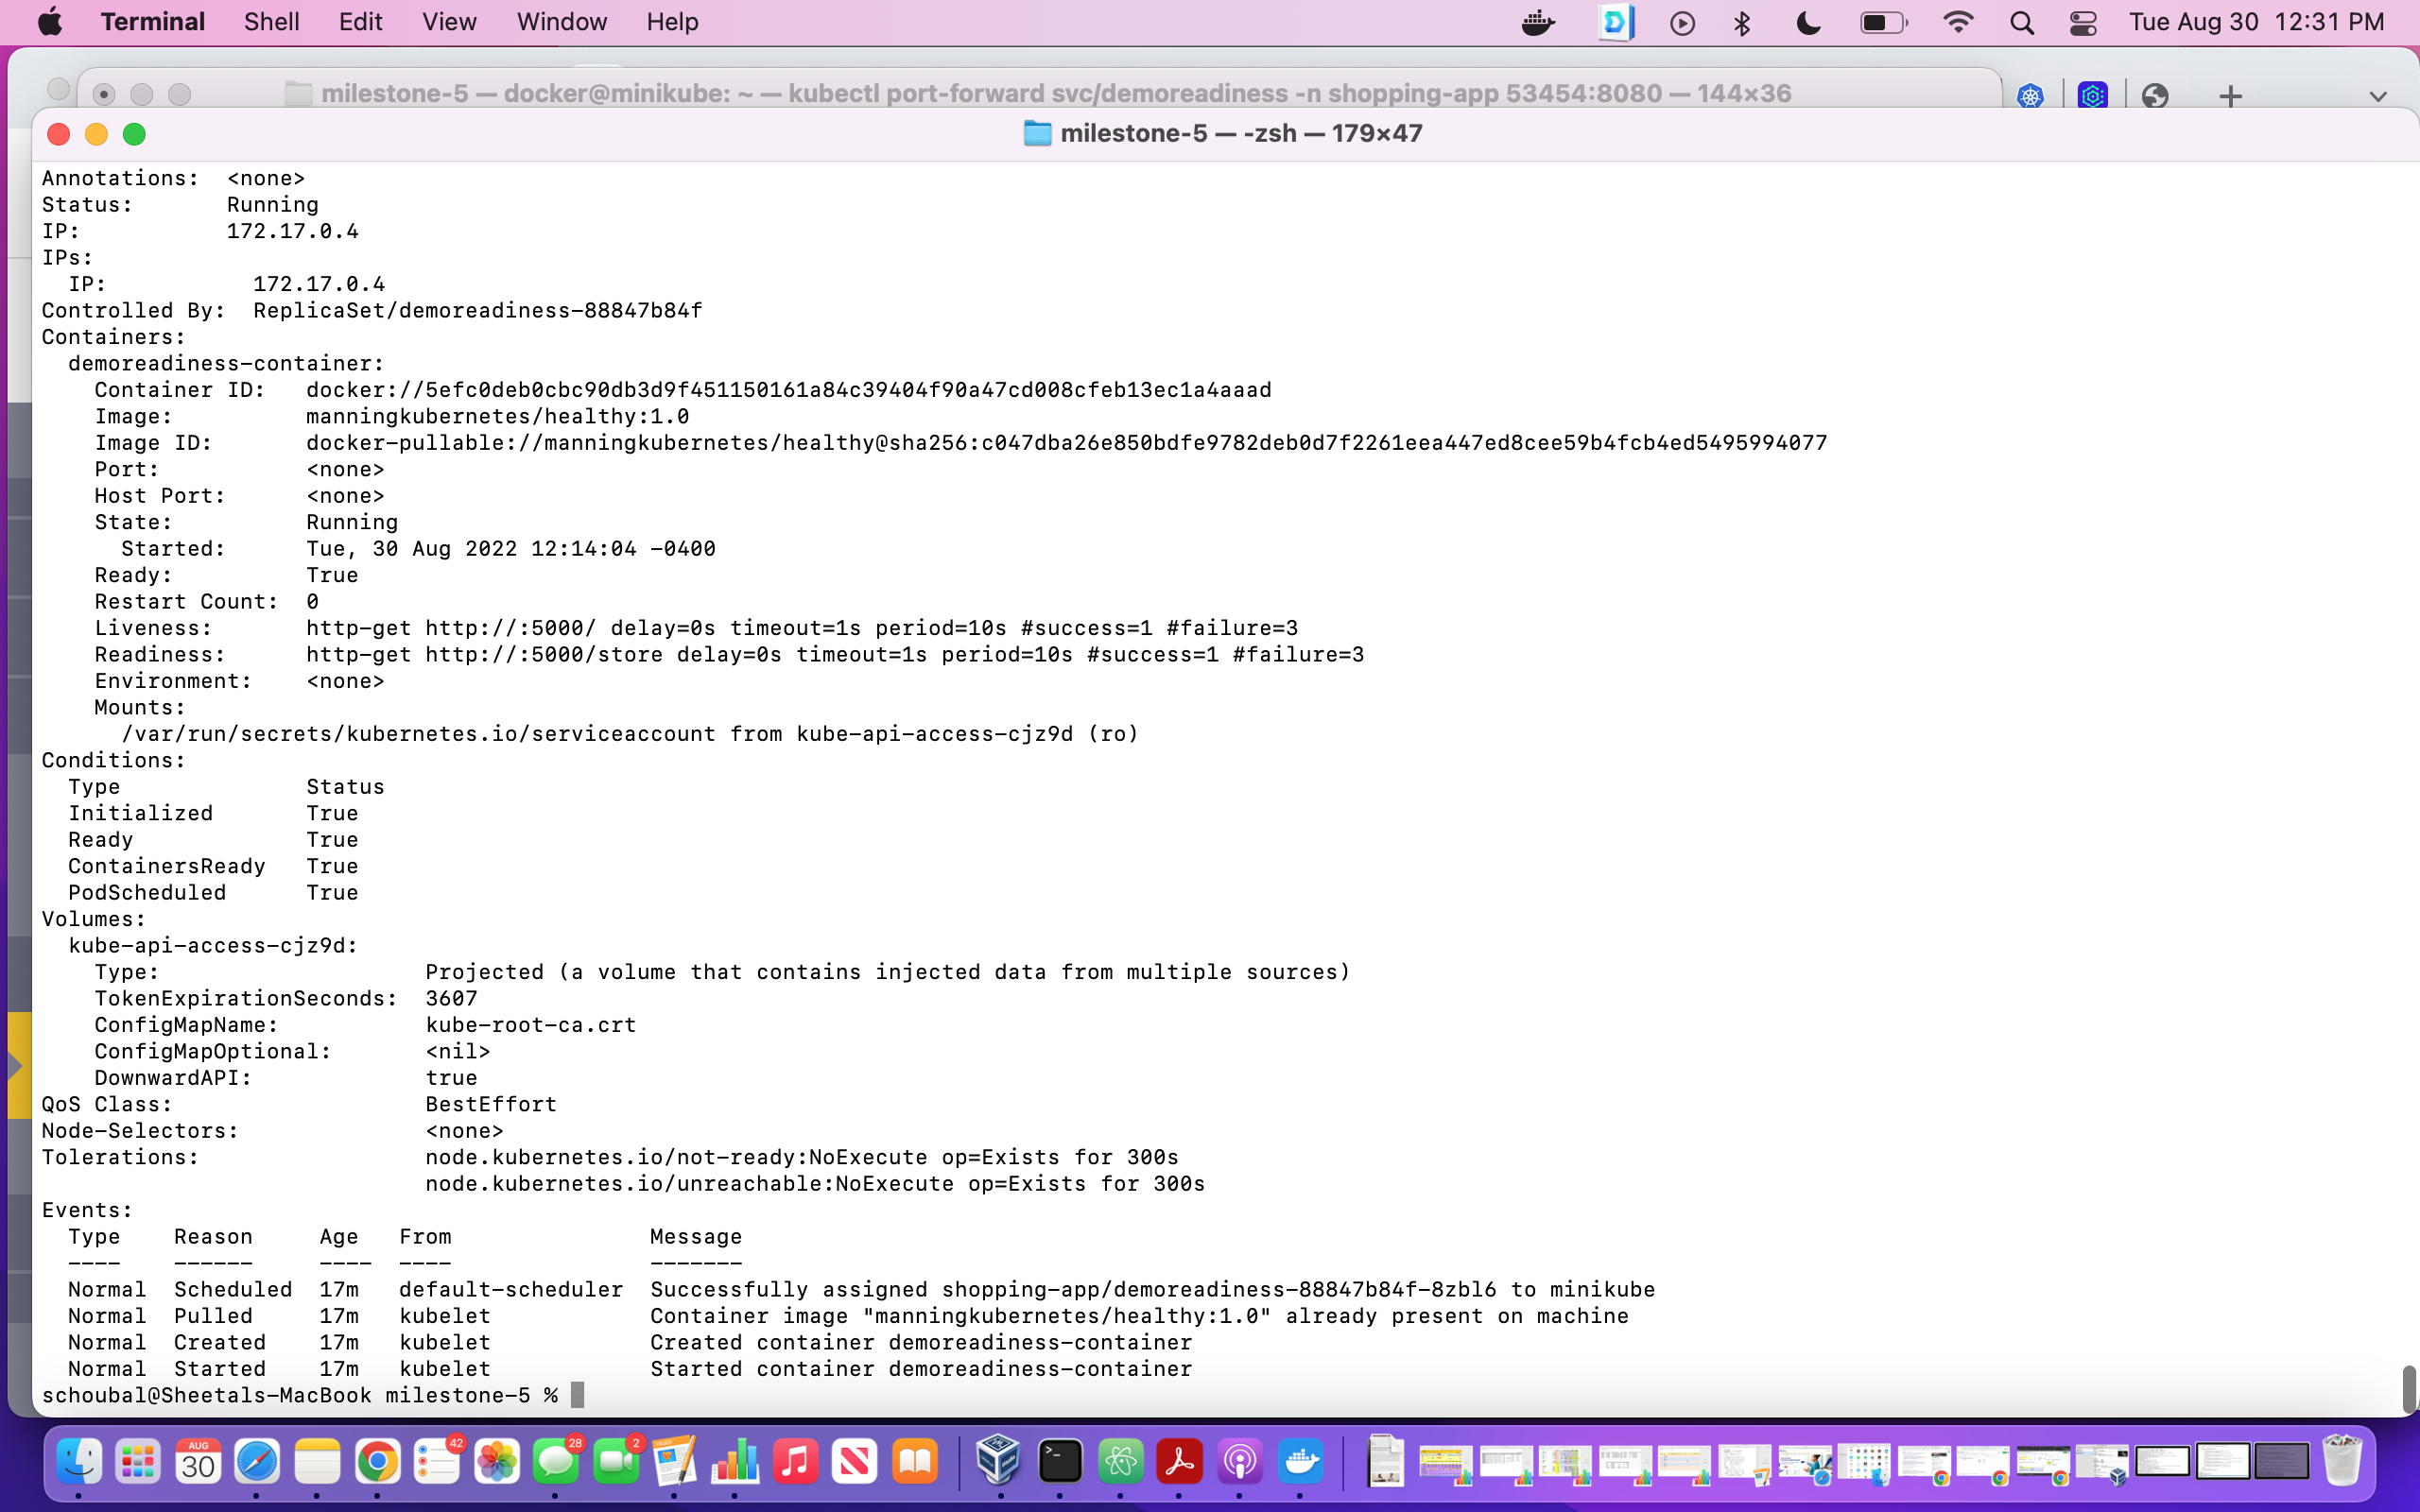 Terminal Shell Edit View Window Help Tue Aug 30 12:31 PM
milestone-5 — docker@minikube: ~ — kubectl port-forward svc/demoreadiness -n shopping-app 53454:8080 — 144×36
milestone-5 — -zsh — 179×47
Annotations: <none>
Status: Running
IP: 172.17.0.4
IPs:
IP: 172.17.0.4
Controlled By: ReplicaSet/demoreadiness-88847b84f
Containers:
demoreadiness-container:
Container ID: docker://5efc0deb0cbc90db3d9f451150161a84c39404f90a47cd008cfeb13ec1a4aaad
Image: manningkubernetes/healthy:1.0
Image ID: docker-pullable://manningkubernetes/healthy@sha256:c047dba26e850bdfe9782deb0d7f2261eea447ed8cee59b4fcb4ed5495994077
Port: <none>
Host Port: <none>
State: Running
Started: Tue, 30 Aug 2022 12:14:04 -0400
Ready: True
Restart Count: 0
Liveness: http-get http://:5000/ delay=0s timeout=1s period=10s #success=1 #failure=3
Readiness: http-get http://:5000/store delay=0s timeout=1s period=10s #success=1 #failure=3
Environment: <none>
Mounts:
/var/run/secrets/kubernetes.io/serviceaccount from kube-api-access-cjz9d (ro)
Conditions:
Type Status
Initialized True
Ready True
ContainersReady True
PodScheduled True
Volumes:
kube-api-access-cjz9d:
Type: Projected (a volume that contains injected data from multiple sources)
TokenExpirationSeconds: 3607
ConfigMapName: kube-root-ca.crt
ConfigMapOptional: <nil>
DownwardAPI: true
QoS Class: BestEffort
Node-Selectors: <none>
Tolerations: node.kubernetes.io/not-ready:NoExecute op=Exists for 300s
node.kubernetes.io/unreachable:NoExecute op=Exists for 300s
Events:
Type Reason Age From Message
---- ------ ---- ---- -------
Normal Scheduled 17m default-scheduler Successfully assigned shopping-app/demoreadiness-88847b84f-8zbl6 to minikube
Normal Pulled 17m kubelet Container image "manningkubernetes/healthy:1.0" already present on machine
Normal Created 17m kubelet Created container demoreadiness-container
Normal Started 17m kubelet Started container demoreadiness-container
schoubal@Sheetals-MacBook milestone-5 %
AUG
30
42
28
2